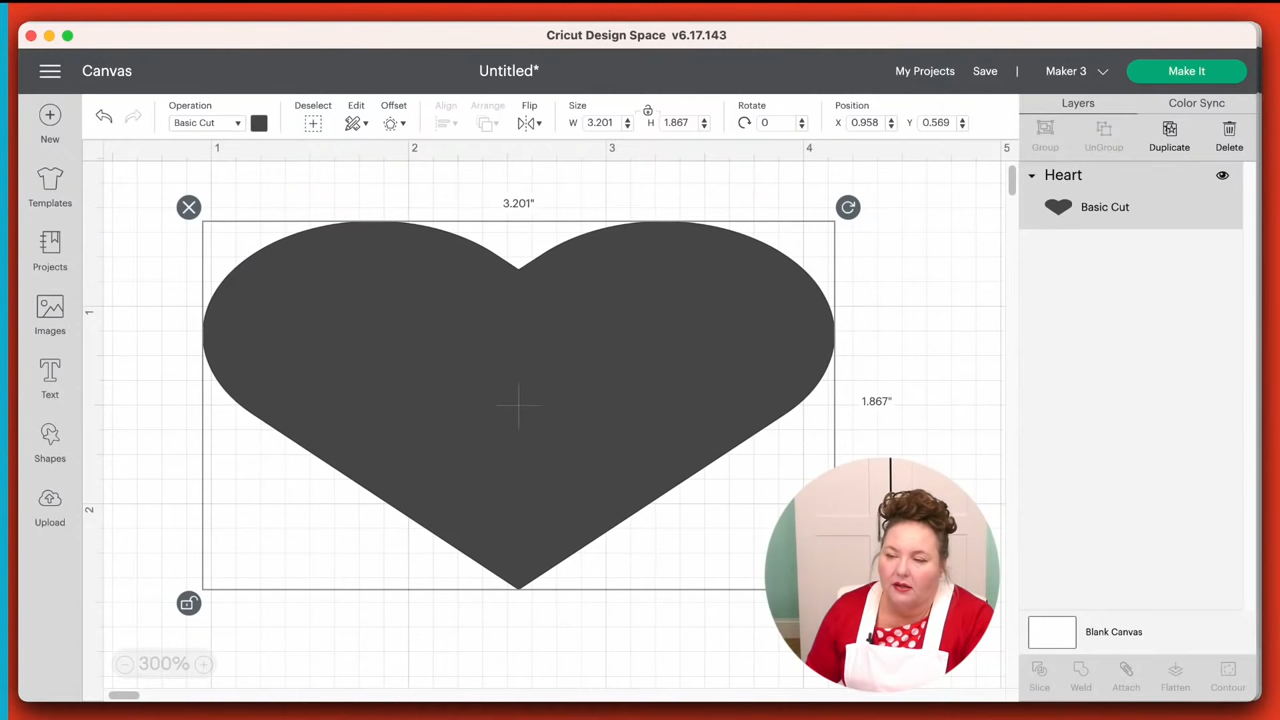 Cricut Design Space v6.17.143
Canvas
Untitled*
My Projects
Save
|
Maker 3
Make It
New
Templates
Projects
Images
Text
Shapes
Upload
Operation
Basic Cut
Deselect
Edit
Offset
Align
Arrange
Flip
Size
W 3.201
H 1.867
Rotate
0
Position
X 0.958
Y 0.569
1 2 3 4 5
1
2
3.201"
1.867"
300%
Layers
Color Sync
Group
UnGroup
Duplicate
Delete
Heart
Basic Cut
Blank Canvas
Slice
Weld
Attach
Flatten
Contour